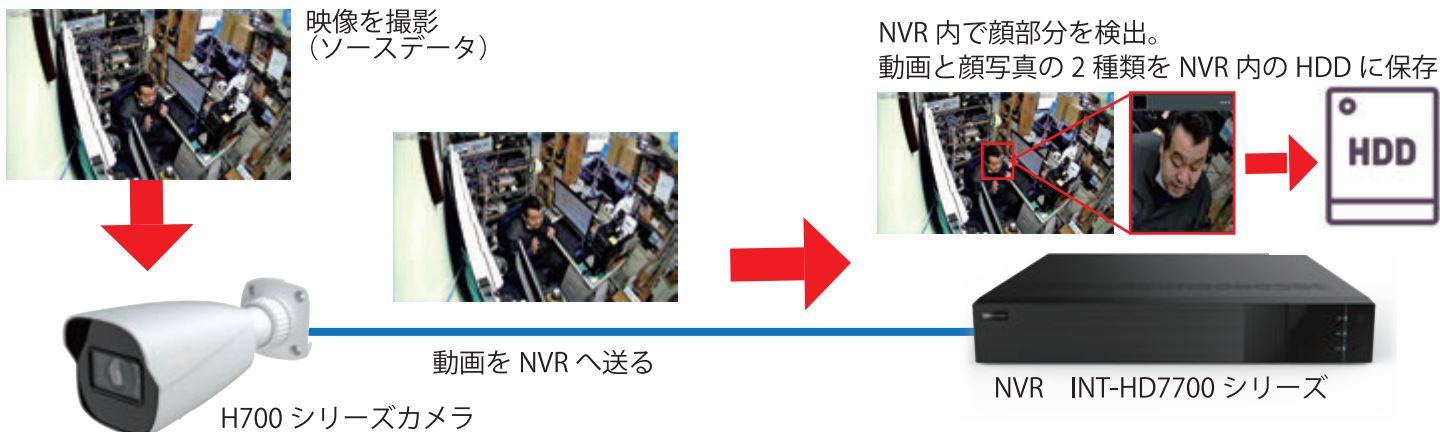 映像を撮影
（ソースデータ）
NVR 内で顔部分を検出。
動画と顔写真の 2 種類を NVR 内の HDD に保存
HDD
動画を NVR へ送る
NVR　INT-HD7700 シリーズ
H700 シリーズカメラ